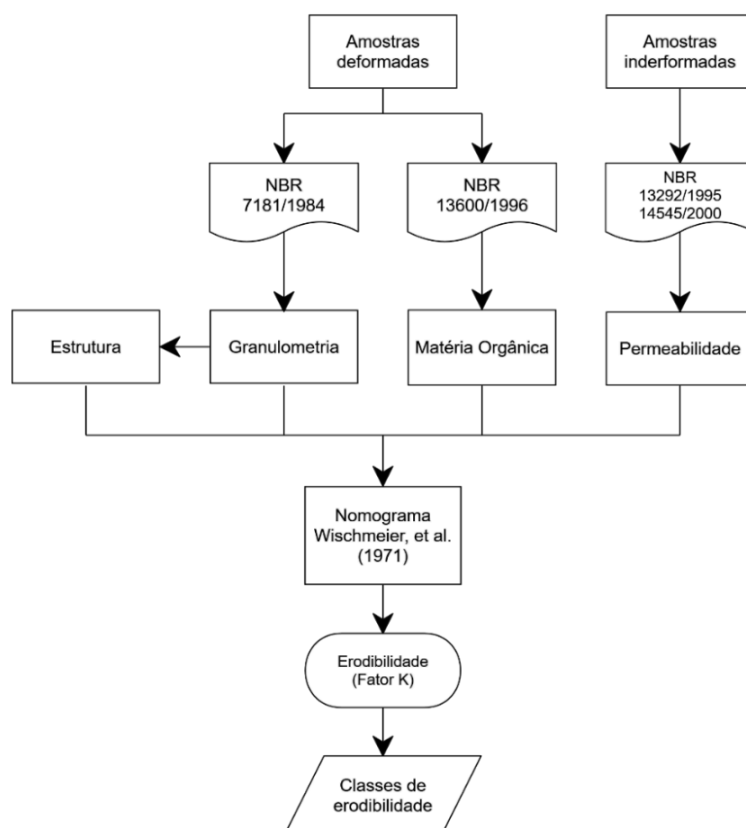 Amostras
deformadas
Amostras
inderformadas
NBR
7181/1984
NBR
13600/1996
NBR
13292/1995
14545/2000
Estrutura
Granulometria
Matéria Orgânica
Permeabilidade
Nomograma
Wischmeier, et al.
(1971)
Erodibilidade
(Fator K)
Classes de
erodibilidade